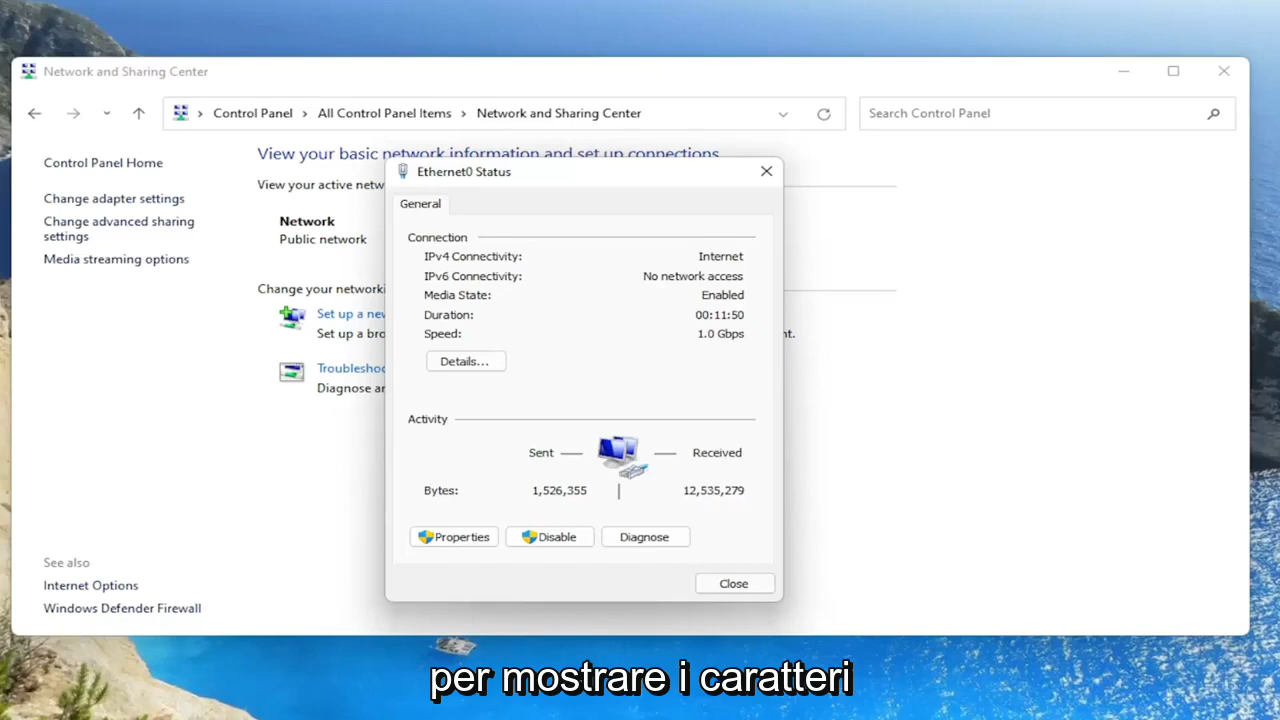 Network and Sharing Center
Control Panel > All Control Panel Items > Network and Sharing Center
Search Control Panel
Control Panel Home
Change adapter settings
Change advanced sharing
settings
Media streaming options
See also
Internet Options
Windows Defender Firewall
View your basic network information and set up connections
View your active netw
Network
Public network
Change your networki
Set up a new
Set up a bro
nt.
Troubleshoo
Diagnose an
Ethernet0 Status
General
Connection
IPv4 Connectivity: Internet
IPv6 Connectivity: No network access
Media State: Enabled
Duration: 00:11:50
Speed: 1.0 Gbps
Details...
Activity
Sent Received
Bytes: 1,526,355 12,535,279
Properties Disable Diagnose
Close
per mostrare i caratteri